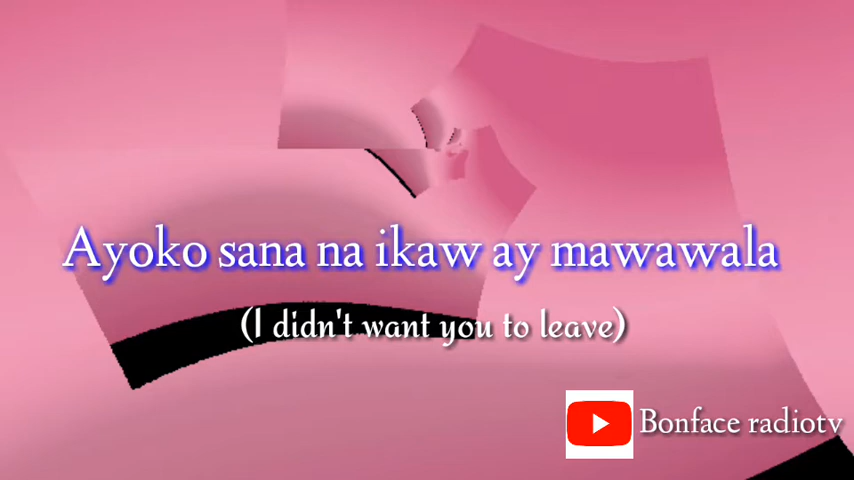 Ayoko sana na ikaw ay mawawala
(I didn't want you to leave)
Bonface radiotv